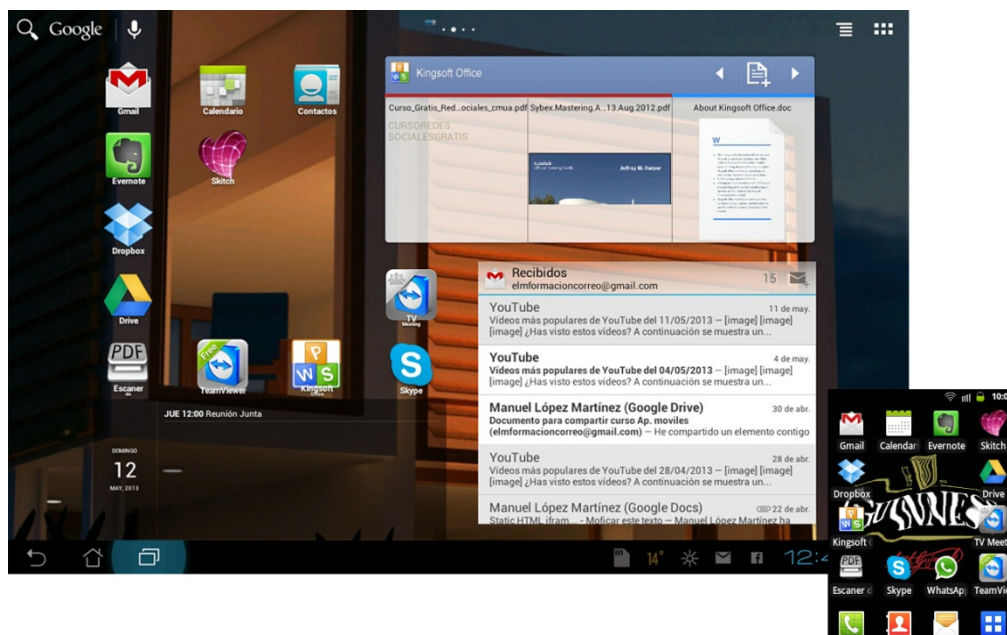 Google
Kingsoft Office
Curso_Gratis_Red...ociales_cmua.pdf
Sybex.Mastering.A...13.Aug.2012.pdf
About Kingsoft Office.doc
CURSOREDES
SOCIALESGRATIS
Jeffrey M. Harper
W
Gmail
Calendario
Contactos
Evernote
Skitch
Dropbox
Drive
TV
Meeting
PDF
Escaner
Free
TeamViewer
P
W S
Kingsoft
Office
Skype
JUE 12:00 Reunión Junta
DOMINGO
12
MAY, 2013
Recibidos
elmformacioncorreo@gmail.com
15
YouTube
11 de may.
Vídeos más populares de YouTube del 11/05/2013 — [image] [image]
[image] ¿Has visto estos vídeos? A continuación se muestra un...
YouTube
4 de may.
Vídeos más populares de YouTube del 04/05/2013 — [image] [image]
[image] ¿Has visto estos vídeos? A continuación se muestra un...
Manuel López Martínez (Google Drive)
30 de abr.
Documento para compartir curso Ap. moviles
(elmformacioncorreo@gmail.com) — He compartido un elemento contigo
YouTube
28 de abr.
Vídeos más populares de YouTube del 28/04/2013 — [image] [image]
[image] ¿Has visto estos vídeos? A continuación se muestra un...
Manuel López Martínez (Google Docs)
22 de abr.
Static HTML ifram... - Moficar este texto — Manuel López Martínez ha
14°
12:4
10:0
Gmail
Calendar
Evernote
Skitch
Dropbox
Drive
GUINNESS
Kingsoft
TV Meet
PDF
Escaner
Skype
WhatsAp
TeamVie